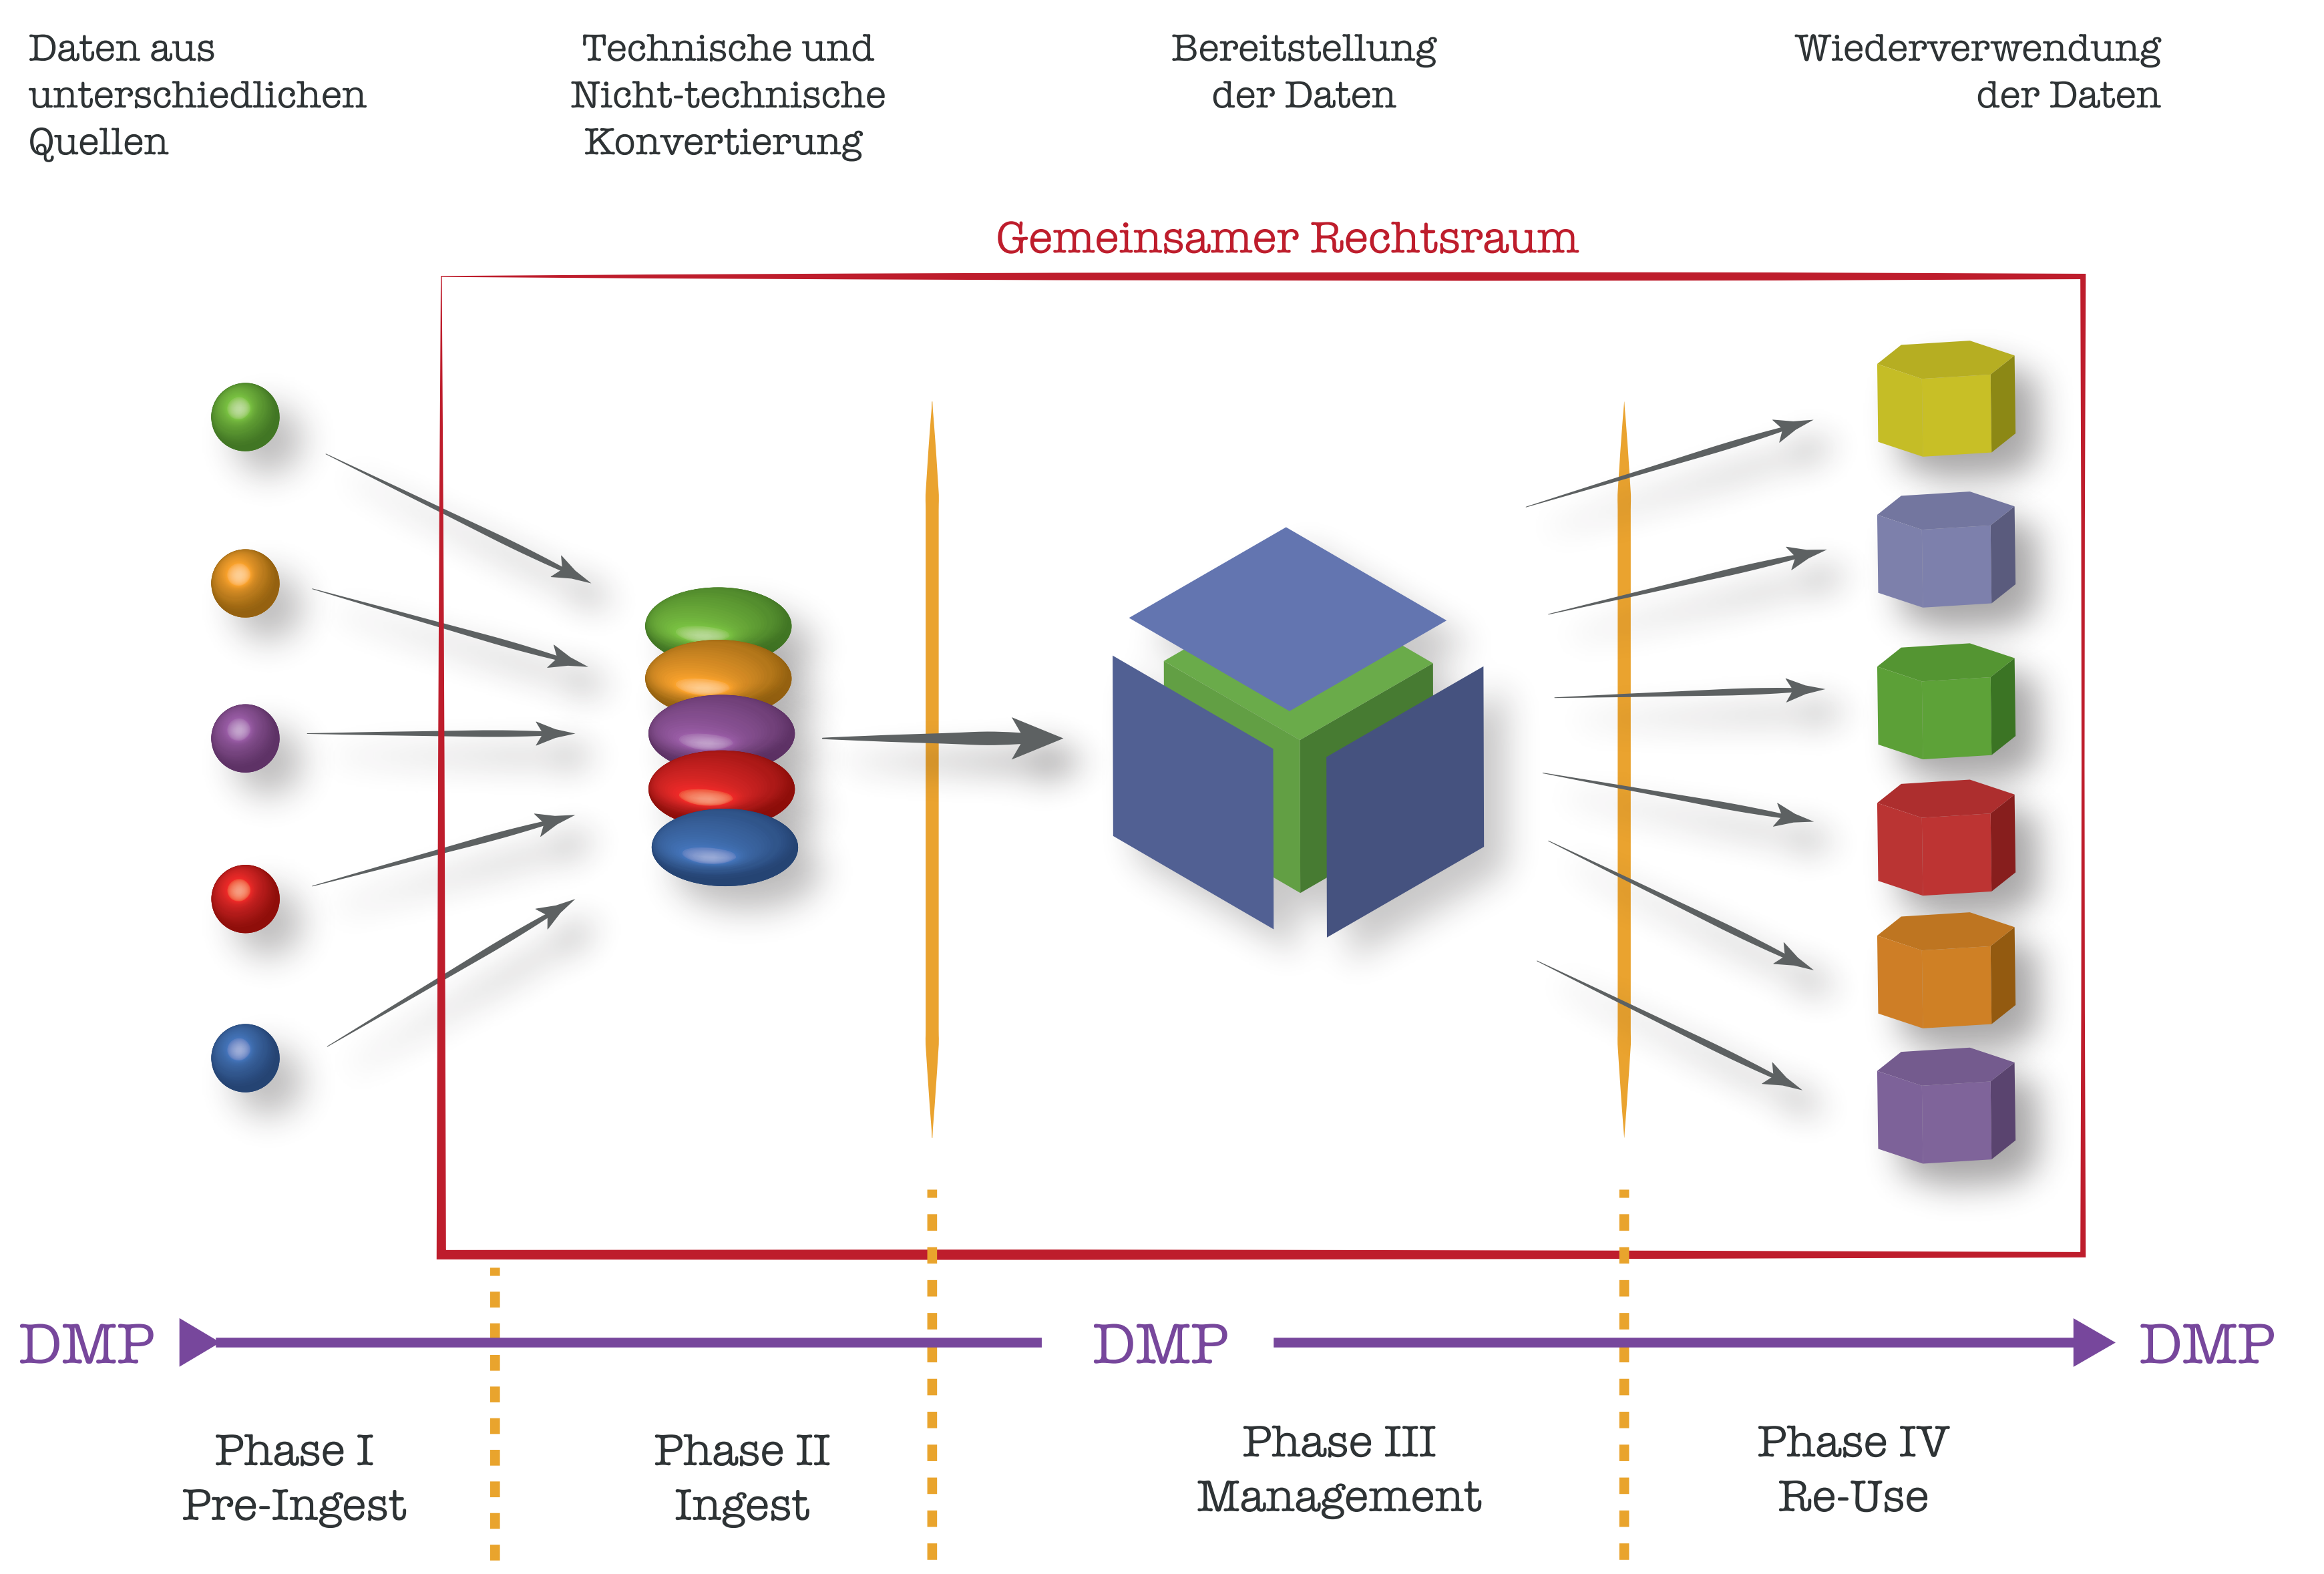 Daten aus
unterschiedlichen
Quellen
Technische und
Nicht-technische
Konvertierung
Bereitstellung
der Daten
Wiederverwendung
der Daten
Gemeinsamer Rechtsraum
DMP
DMP
DMP
Phase I
Pre-Ingest
Phase II
Ingest
Phase III
Management
Phase IV
Re-Use